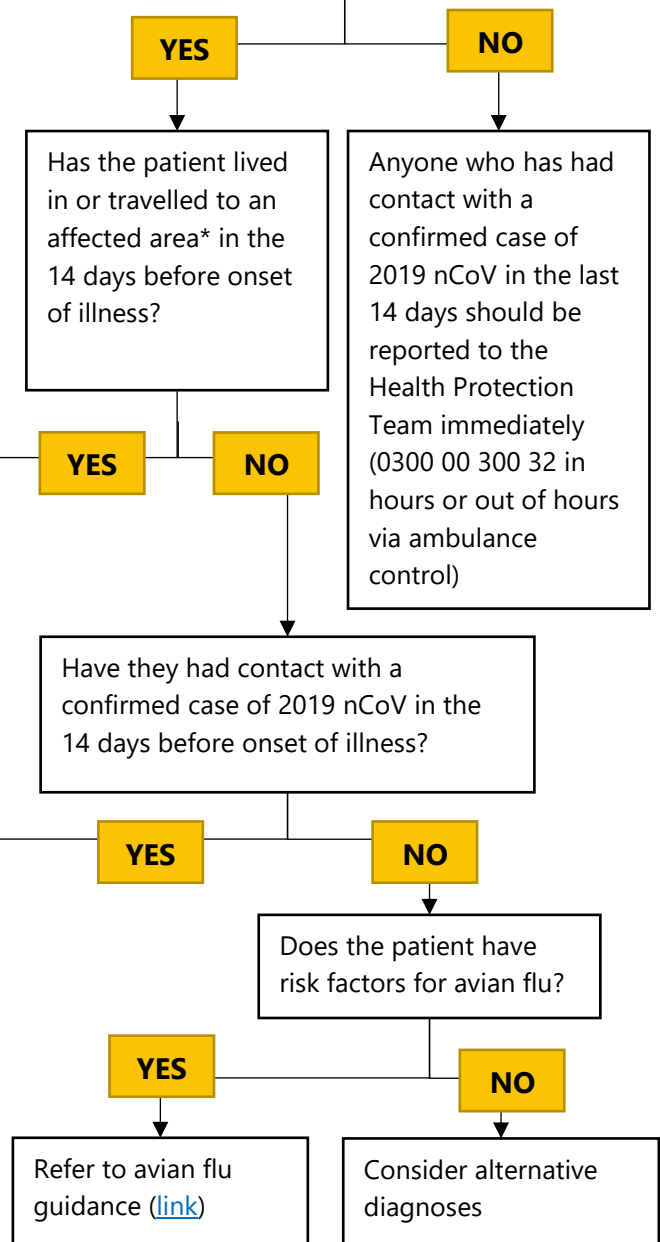 YES
NO
Has the patient lived
in or travelled to an
affected area* in the
14 days before onset
of illness?
Anyone who has had
contact with a
confirmed case of
2019 nCoV in the last
14 days should be
reported to the
Health Protection
Team immediately
(0300 00 300 32 in
hours or out of hours
via ambulance
control)
YES
NO
Have they had contact with a
confirmed case of 2019 nCoV in the
14 days before onset of illness?
YES
NO
Does the patient have
risk factors for avian flu?
YES
NO
Refer to avian flu
guidance (link)
Consider alternative
diagnoses